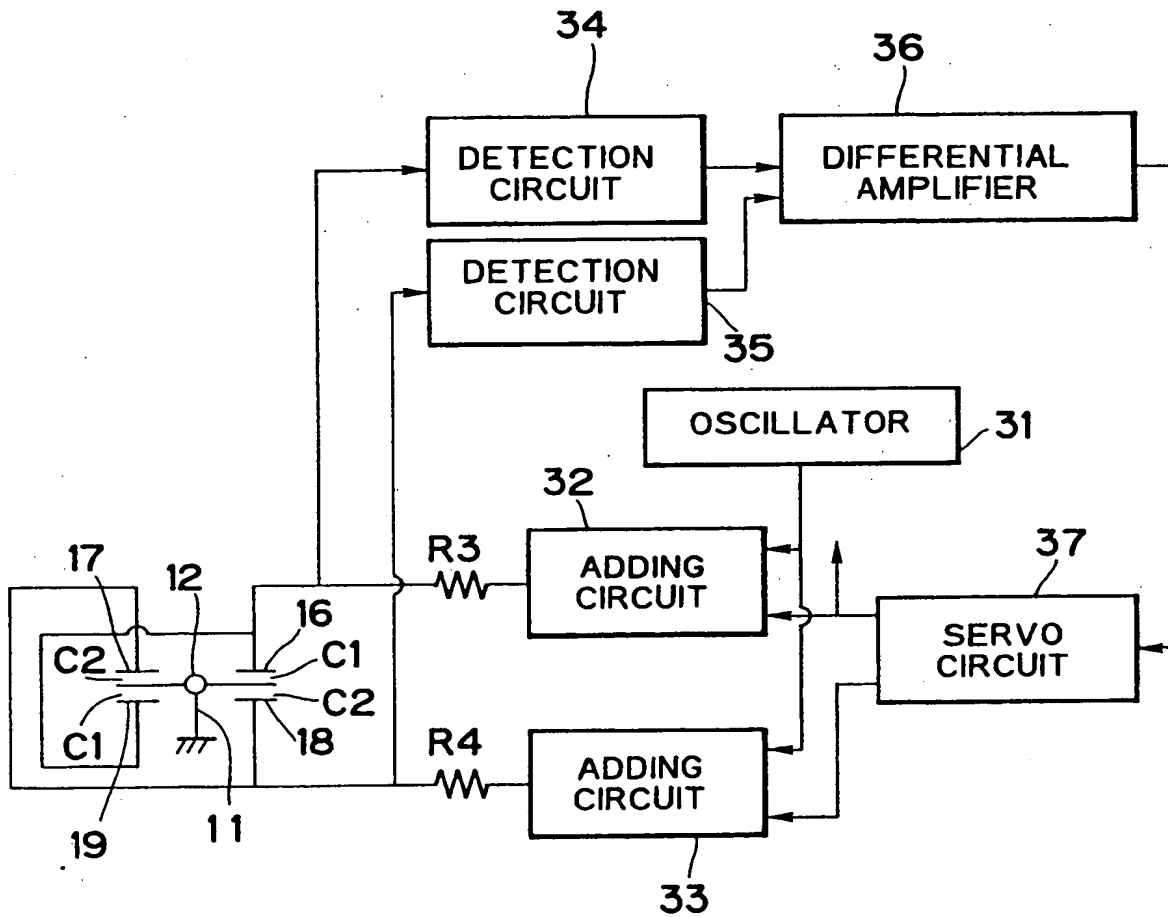 34
36
DETECTION
CIRCUIT
DIFFERENTIAL
AMPLIFIER
DETECTION
CIRCUIT
35
OSCILLATOR
31
32
R3
ADDING
CIRCUIT
37
SERVO
CIRCUIT
17
12
16
C2
C1
C1
C2
18
R4
ADDING
CIRCUIT
19
11
33